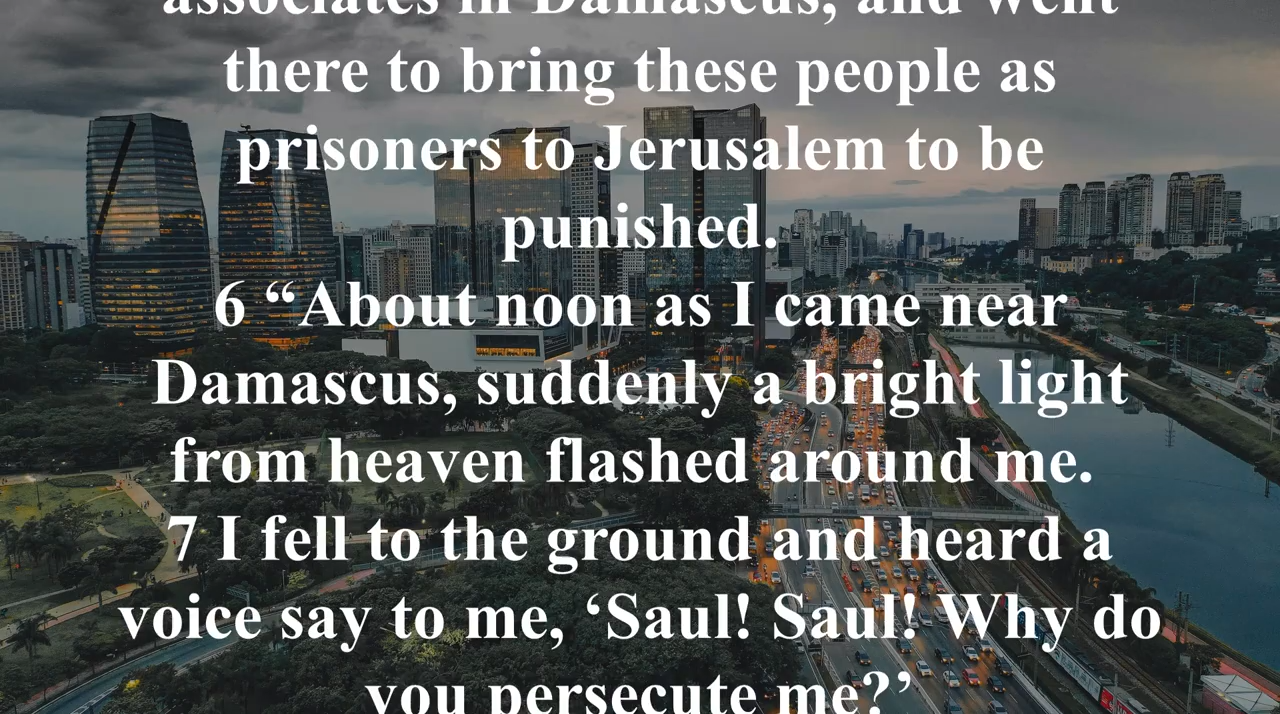 associates in Damascus, and went
there to bring these people as
prisoners to Jerusalem to be
punished.
6 “About noon as I came near
Damascus, suddenly a bright light
from heaven flashed around me.
7 I fell to the ground and heard a
voice say to me, ‘Saul! Saul! Why do
you persecute me?’